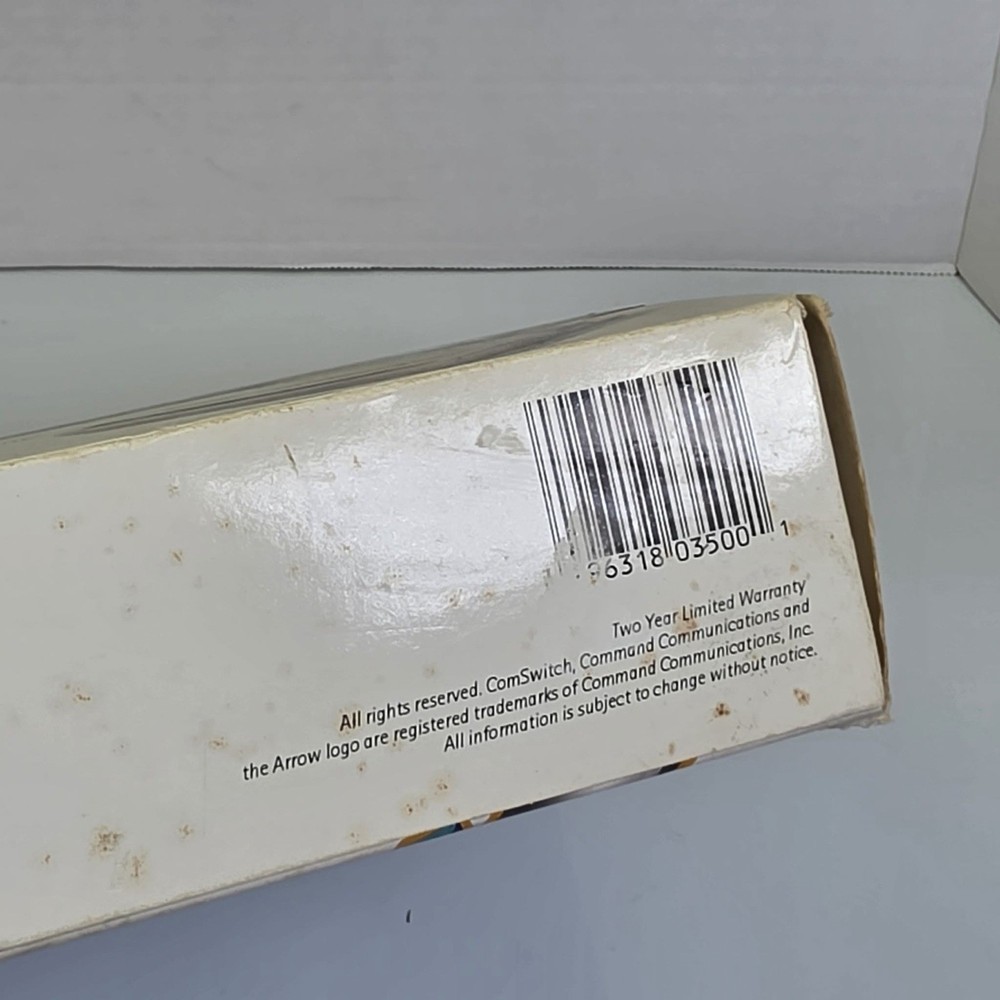 96318 03500 1
Two Year Limited Warranty
All rights reserved. ComSwitch, Command Communications and
the Arrow logo are registered trademarks of Command Communications, Inc.
All information is subject to change without notice.